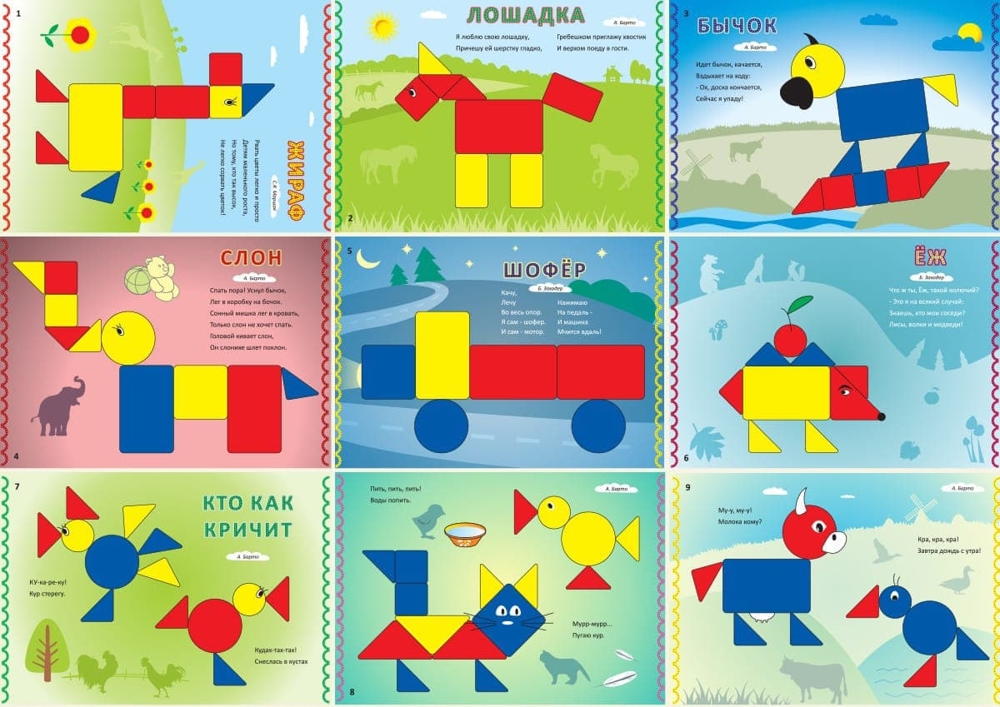 1
ЖИРАФ
С.Я. Маршак
Рвать цветы легко и просто
Детям маленького роста,
Но тому, кто так высок,
Не легко сорвать цветок!
ЛОШАДКА
А. Барто
Я люблю свою лошадку,
Причешу ей шерстку гладко,
Гребешком приглажу хвостик
И верхом поеду в гости.
2
3
БЫЧОК
А. Барто
Идет бычок, качается,
Вздыхает на ходу:
- Ох, доска кончается,
Сейчас я упаду!
СЛОН
А. Барто
Спать пора! Уснул бычок,
Лег в коробку на бочок.
Сонный мишка лег в кровать,
Только слон не хочет спать.
Головой кивает слон,
Он слонихе шлет поклон.
4
5
ШОФЁР
Б. Заходер
Качу,
Лечу
Во весь опор.
Я сам - шофер.
И сам - мотор.
Нажимаю
На педаль -
И машина
Мчится вдаль!
ЁЖ
Б. Заходер
Что ж ты, Ёж, такой колючий?
- Это я на всякий случай:
Знаешь, кто мои соседи?
Лисы, волки и медведи!
6
7
КТО КАК
КРИЧИТ
А. Барто
КУ-ка-ре-ку!
Кур стерегу.
Кудах-тах-тах!
Снеслась в кустах
Пить, пить, пить!
Воды попить.
А. Барто
Мурр-мурр...
Пугаю кур.
8
9
А. Барто
Му-у, му-у!
Молока кому?
Кра, кра, кра!
Завтра дождь с утра!